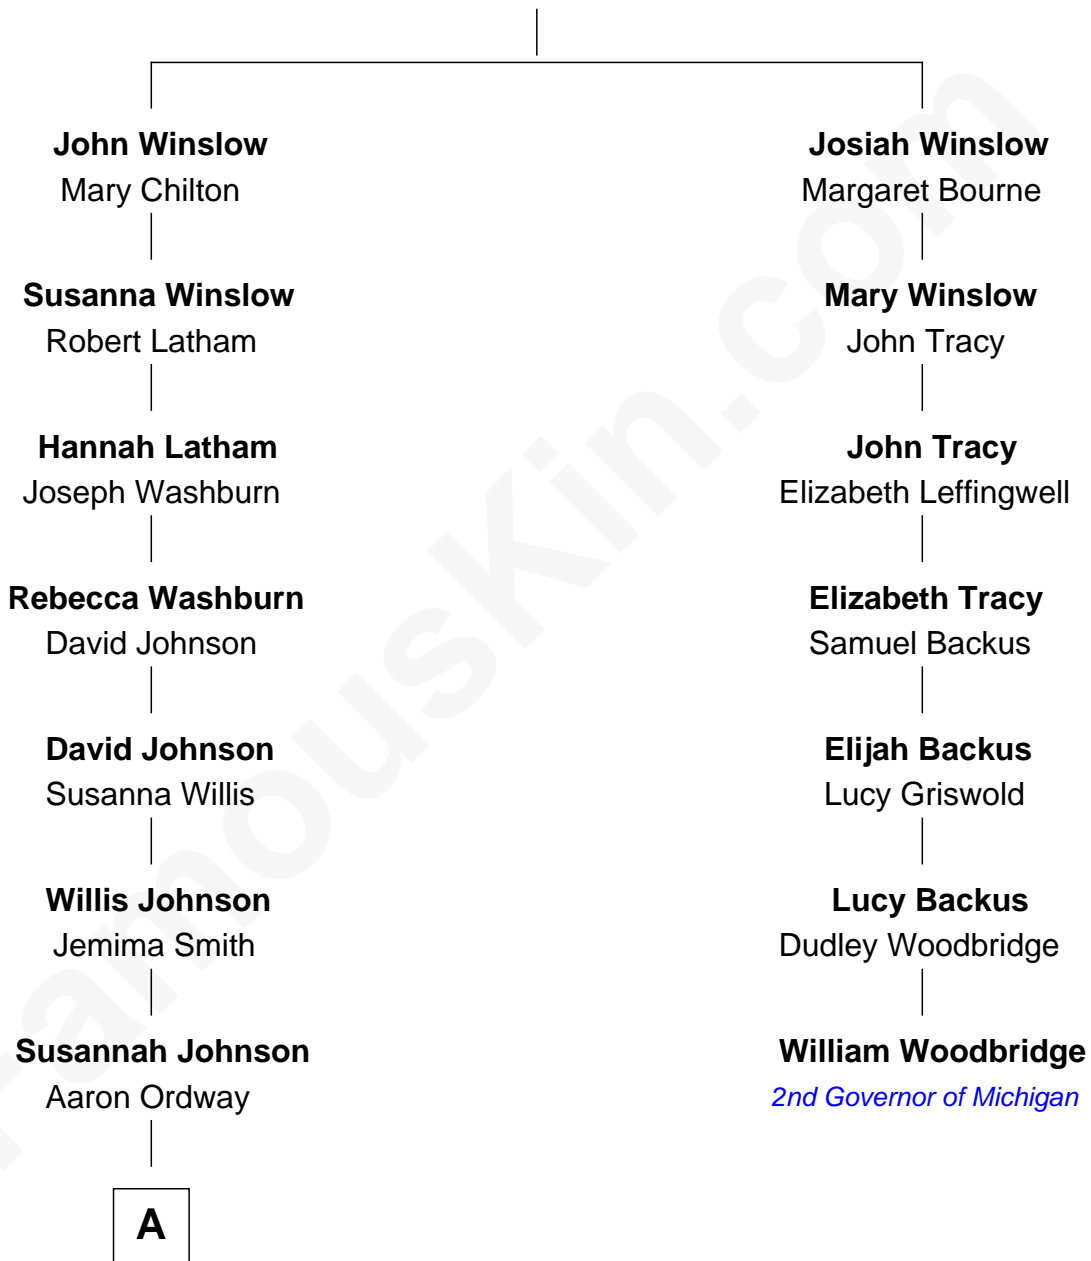 John Winslow
Mary Chilton
Susanna Winslow
Robert Latham
Hannah Latham
Joseph Washburn
Rebecca Washburn
David Johnson
David Johnson
Susanna Willis
Willis Johnson
Jemima Smith
Susannah Johnson
Aaron Ordway
A
Josiah Winslow
Margaret Bourne
Mary Winslow
John Tracy
John Tracy
Elizabeth Leffingwell
Elizabeth Tracy
Samuel Backus
Elijah Backus
Lucy Griswold
Lucy Backus
Dudley Woodbridge
William Woodbridge
2nd Governor of Michigan
FamousKin.com